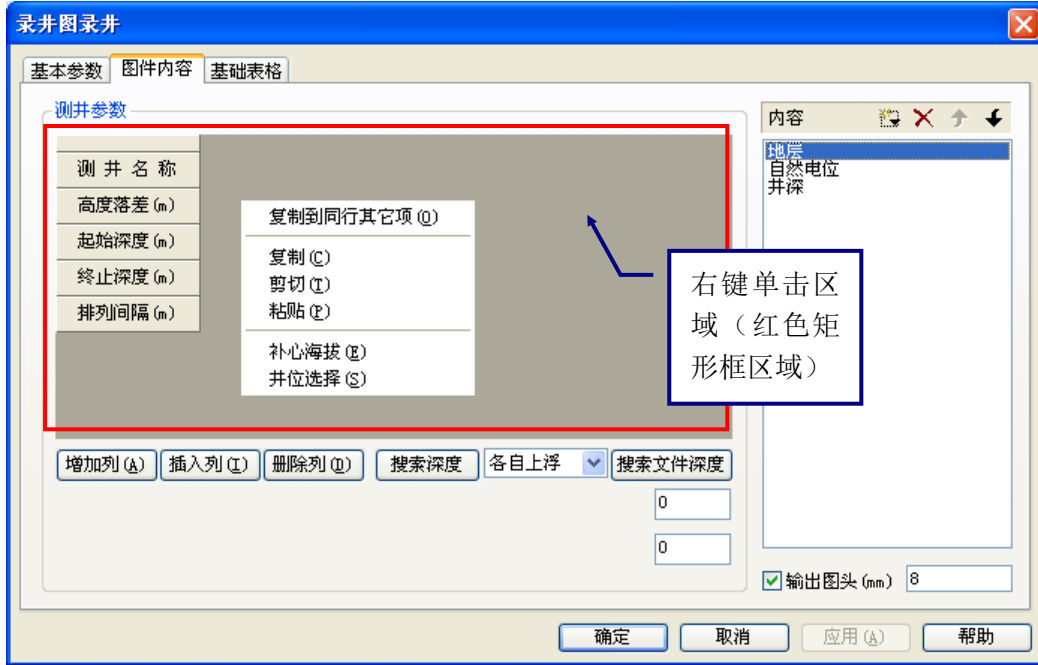 录井图录井
基本参数 图件内容 基础表格
测井参数
测 井 名 称
高度落差(m)
起始深度(m)
终止深度(m)
排列间隔(m)
复制到同行其它项(O)
复制(C)
剪切(T)
粘贴(P)
补心海拔(E)
井位选择(S)
右键单击区
域（红色矩
形框区域）
增加列(A) 插入列(I) 删除列(D) 搜索深度 各自上浮 搜索文件深度
0
0
内容
地层
自然电位
井深
输出图头(mm) 8
确定 取消 应用(A) 帮助